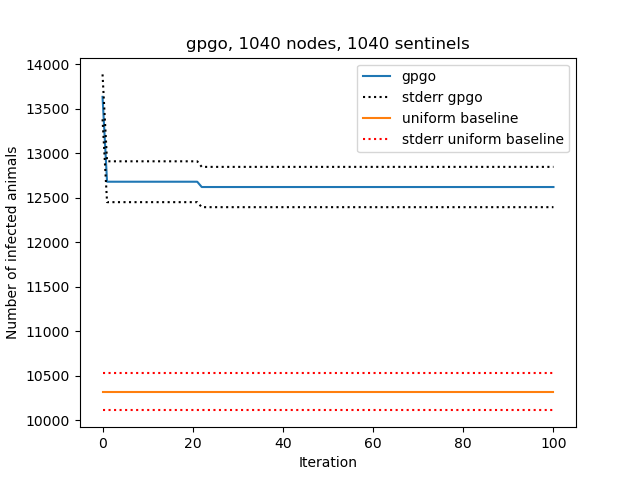 gpgo, 1040 nodes, 1040 sentinels
14000
13500
13000
12500
12000
11500
11000
10500
10000
Number of infected animals
gpgo
stderr gpgo
uniform baseline
stderr uniform baseline
0 20 40 60 80 100
Iteration